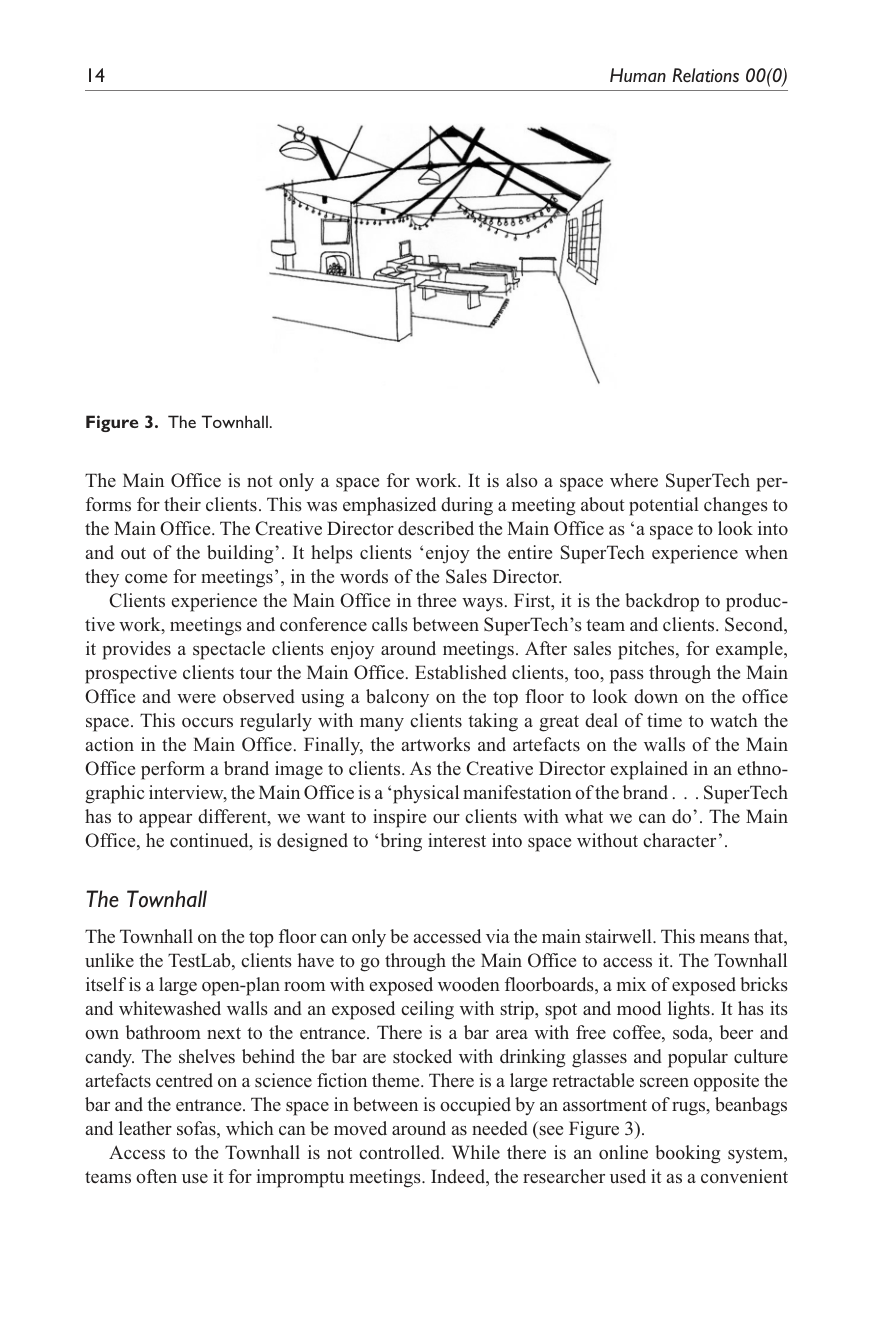 14
Human Relations 00(0)
Figure 3. The Townhall.
The Main Office is not only a space for work. It is also a space where SuperTech per-
forms for their clients. This was emphasized during a meeting about potential changes to
the Main Office. The Creative Director described the Main Office as ‘a space to look into
and out of the building’. It helps clients ‘enjoy the entire SuperTech experience when
they come for meetings’, in the words of the Sales Director.
Clients experience the Main Office in three ways. First, it is the backdrop to produc-
tive work, meetings and conference calls between SuperTech’s team and clients. Second,
it provides a spectacle clients enjoy around meetings. After sales pitches, for example,
prospective clients tour the Main Office. Established clients, too, pass through the Main
Office and were observed using a balcony on the top floor to look down on the office
space. This occurs regularly with many clients taking a great deal of time to watch the
action in the Main Office. Finally, the artworks and artefacts on the walls of the Main
Office perform a brand image to clients. As the Creative Director explained in an ethno-
graphic interview, the Main Office is a ‘physical manifestation of the brand . . . SuperTech
has to appear different, we want to inspire our clients with what we can do’. The Main
Office, he continued, is designed to ‘bring interest into space without character’.
The Townhall
The Townhall on the top floor can only be accessed via the main stairwell. This means that,
unlike the TestLab, clients have to go through the Main Office to access it. The Townhall
itself is a large open-plan room with exposed wooden floorboards, a mix of exposed bricks
and whitewashed walls and an exposed ceiling with strip, spot and mood lights. It has its
own bathroom next to the entrance. There is a bar area with free coffee, soda, beer and
candy. The shelves behind the bar are stocked with drinking glasses and popular culture
artefacts centred on a science fiction theme. There is a large retractable screen opposite the
bar and the entrance. The space in between is occupied by an assortment of rugs, beanbags
and leather sofas, which can be moved around as needed (see Figure 3).
Access to the Townhall is not controlled. While there is an online booking system,
teams often use it for impromptu meetings. Indeed, the researcher used it as a convenient